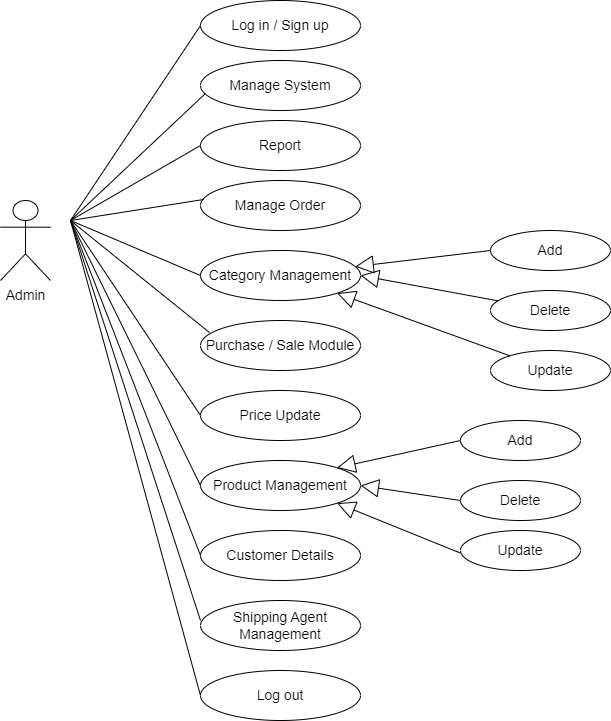 Log in / Sign up
Manage System
Report
Manage Order
Admin
Category Management
Add
Delete
Update
Purchase / Sale Module
Price Update
Product Management
Add
Delete
Update
Customer Details
Shipping Agent
Management
Log out